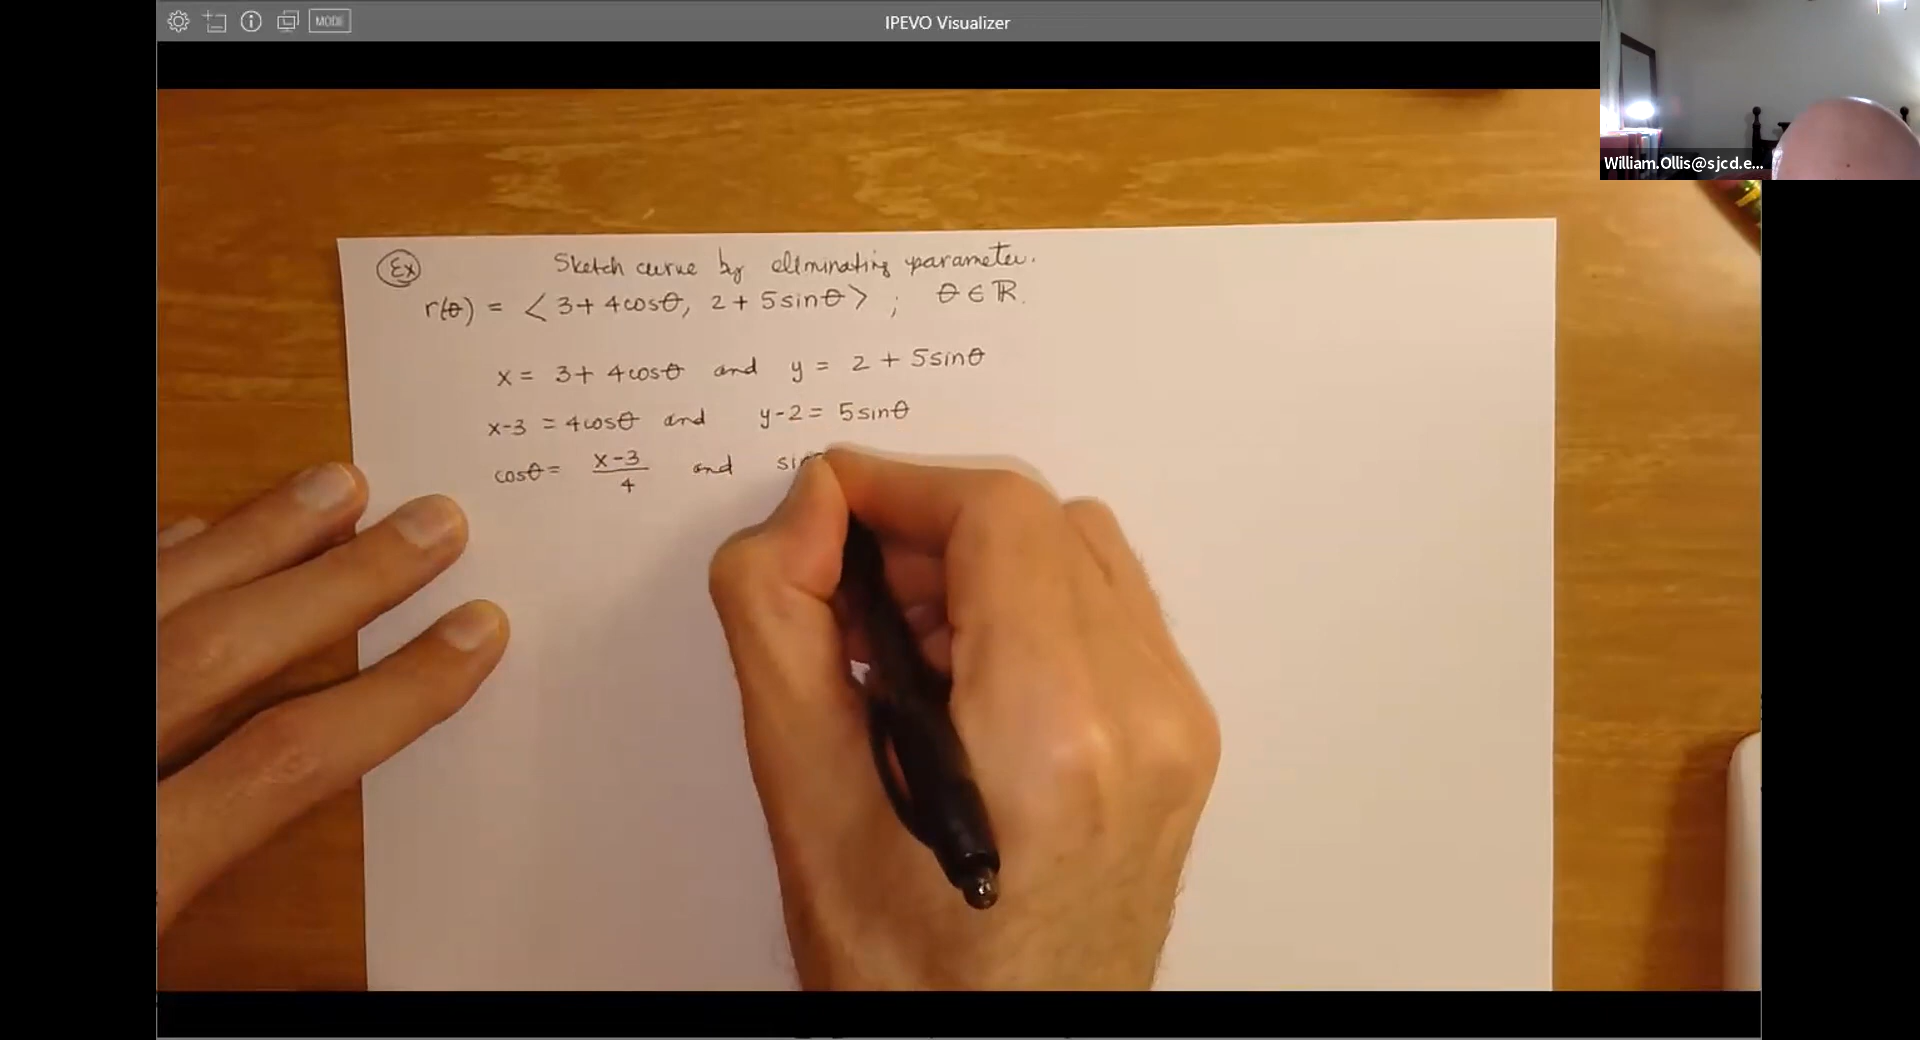 MODE
IPEVO Visualizer
William.Ollis@sjcd.e...
Ex Sketch curve by eliminating parameter.
r(θ) = ⟨3+4cosθ, 2+5sinθ⟩ ; θ ∈ ℝ.
x = 3+4cosθ and y = 2+5sinθ
x-3 = 4cosθ and y-2 = 5sinθ
cosθ = (x-3)/4 and sin